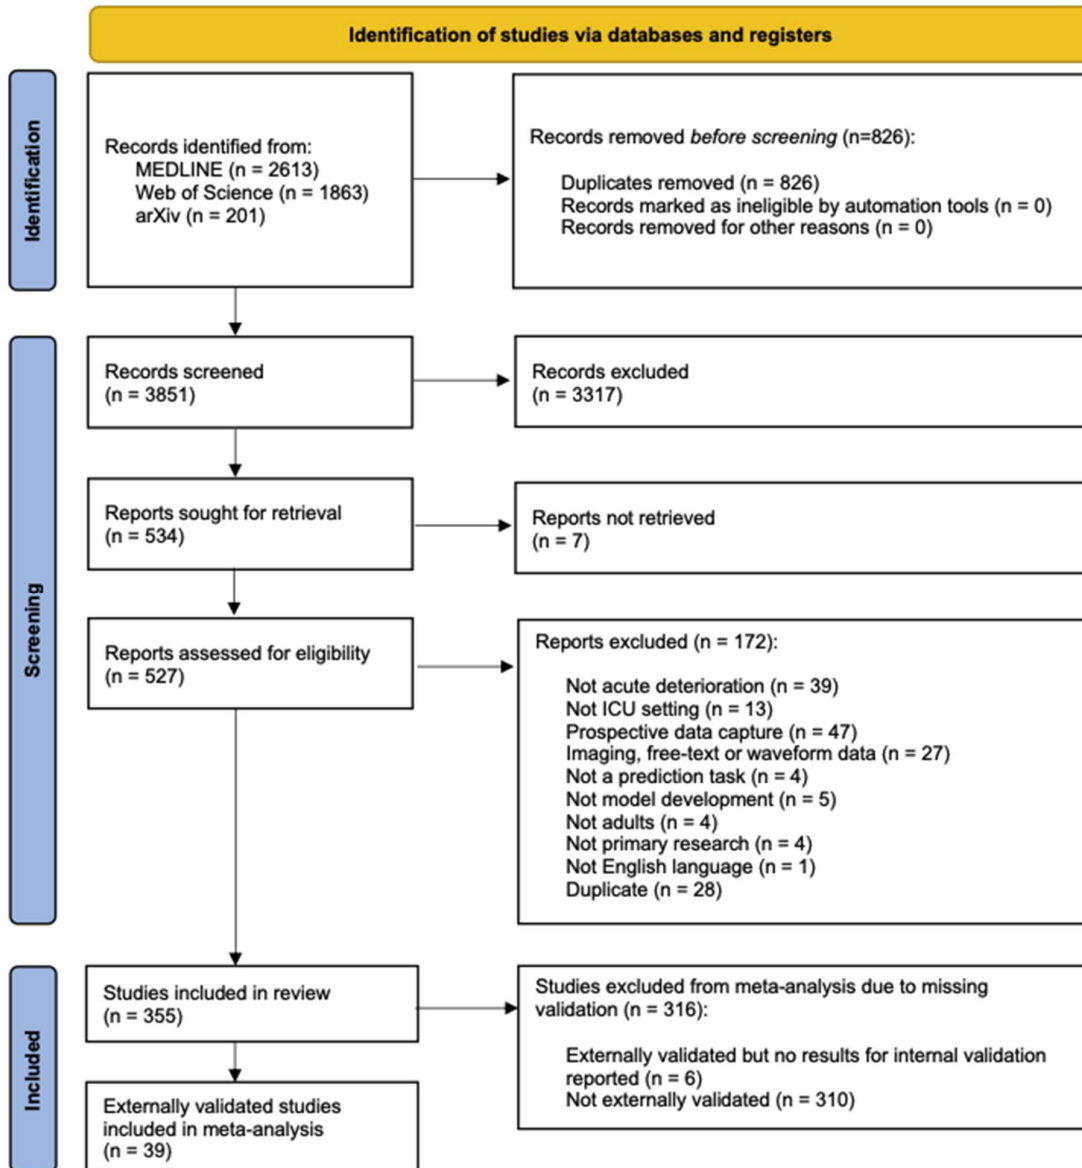 Identification of studies via databases and registers
Identification
Records identified from:
MEDLINE (n = 2613)
Web of Science (n = 1863)
arXiv (n = 201)
Records removed before screening (n=826):
Duplicates removed (n = 826)
Records marked as ineligible by automation tools (n = 0)
Records removed for other reasons (n = 0)
Screening
Records screened
(n = 3851)
Records excluded
(n = 3317)
Reports sought for retrieval
(n = 534)
Reports not retrieved
(n = 7)
Reports assessed for eligibility
(n = 527)
Reports excluded (n = 172):
Not acute deterioration (n = 39)
Not ICU setting (n = 13)
Prospective data capture (n = 47)
Imaging, free-text or waveform data (n = 27)
Not a prediction task (n = 4)
Not model development (n = 5)
Not adults (n = 4)
Not primary research (n = 4)
Not English language (n = 1)
Duplicate (n = 28)
Included
Studies included in review
(n = 355)
Studies excluded from meta-analysis due to missing
validation (n = 316):
Externally validated but no results for internal validation
reported (n = 6)
Not externally validated (n = 310)
Externally validated studies
included in meta-analysis
(n = 39)